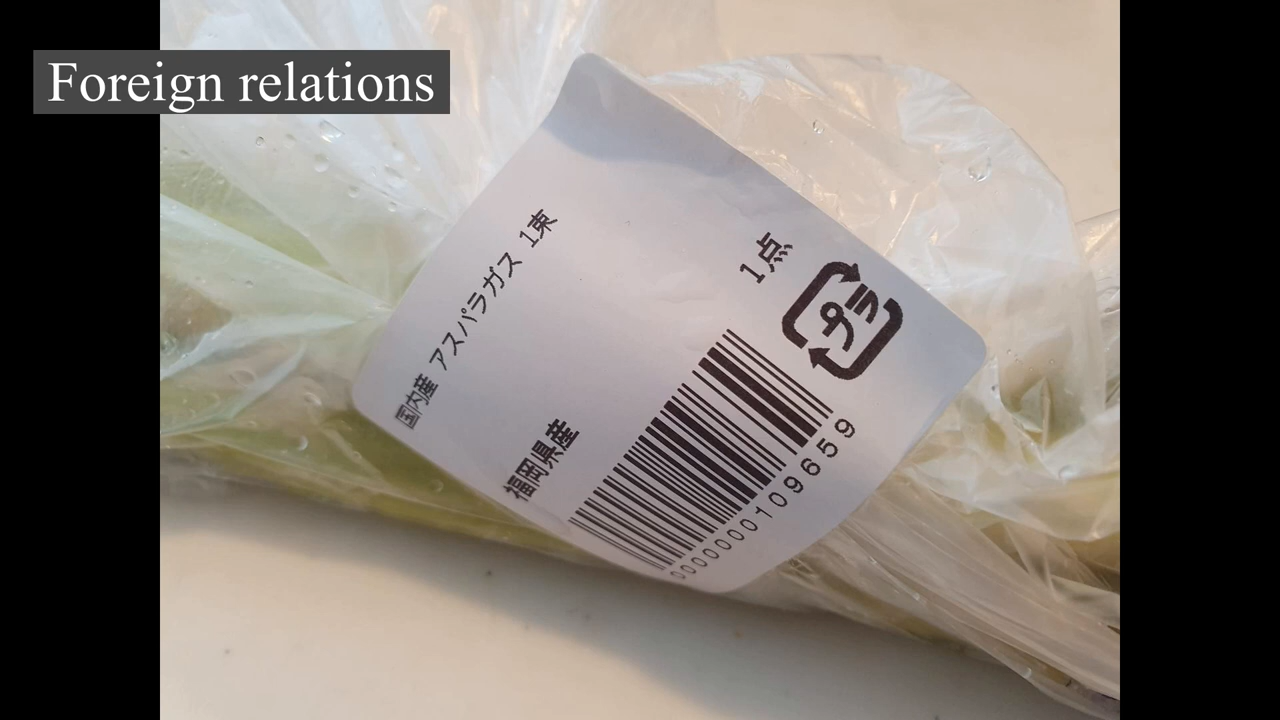 Foreign relations
国内産 アスパラガス 1束
1点
プラ
福岡県産
0000000109659